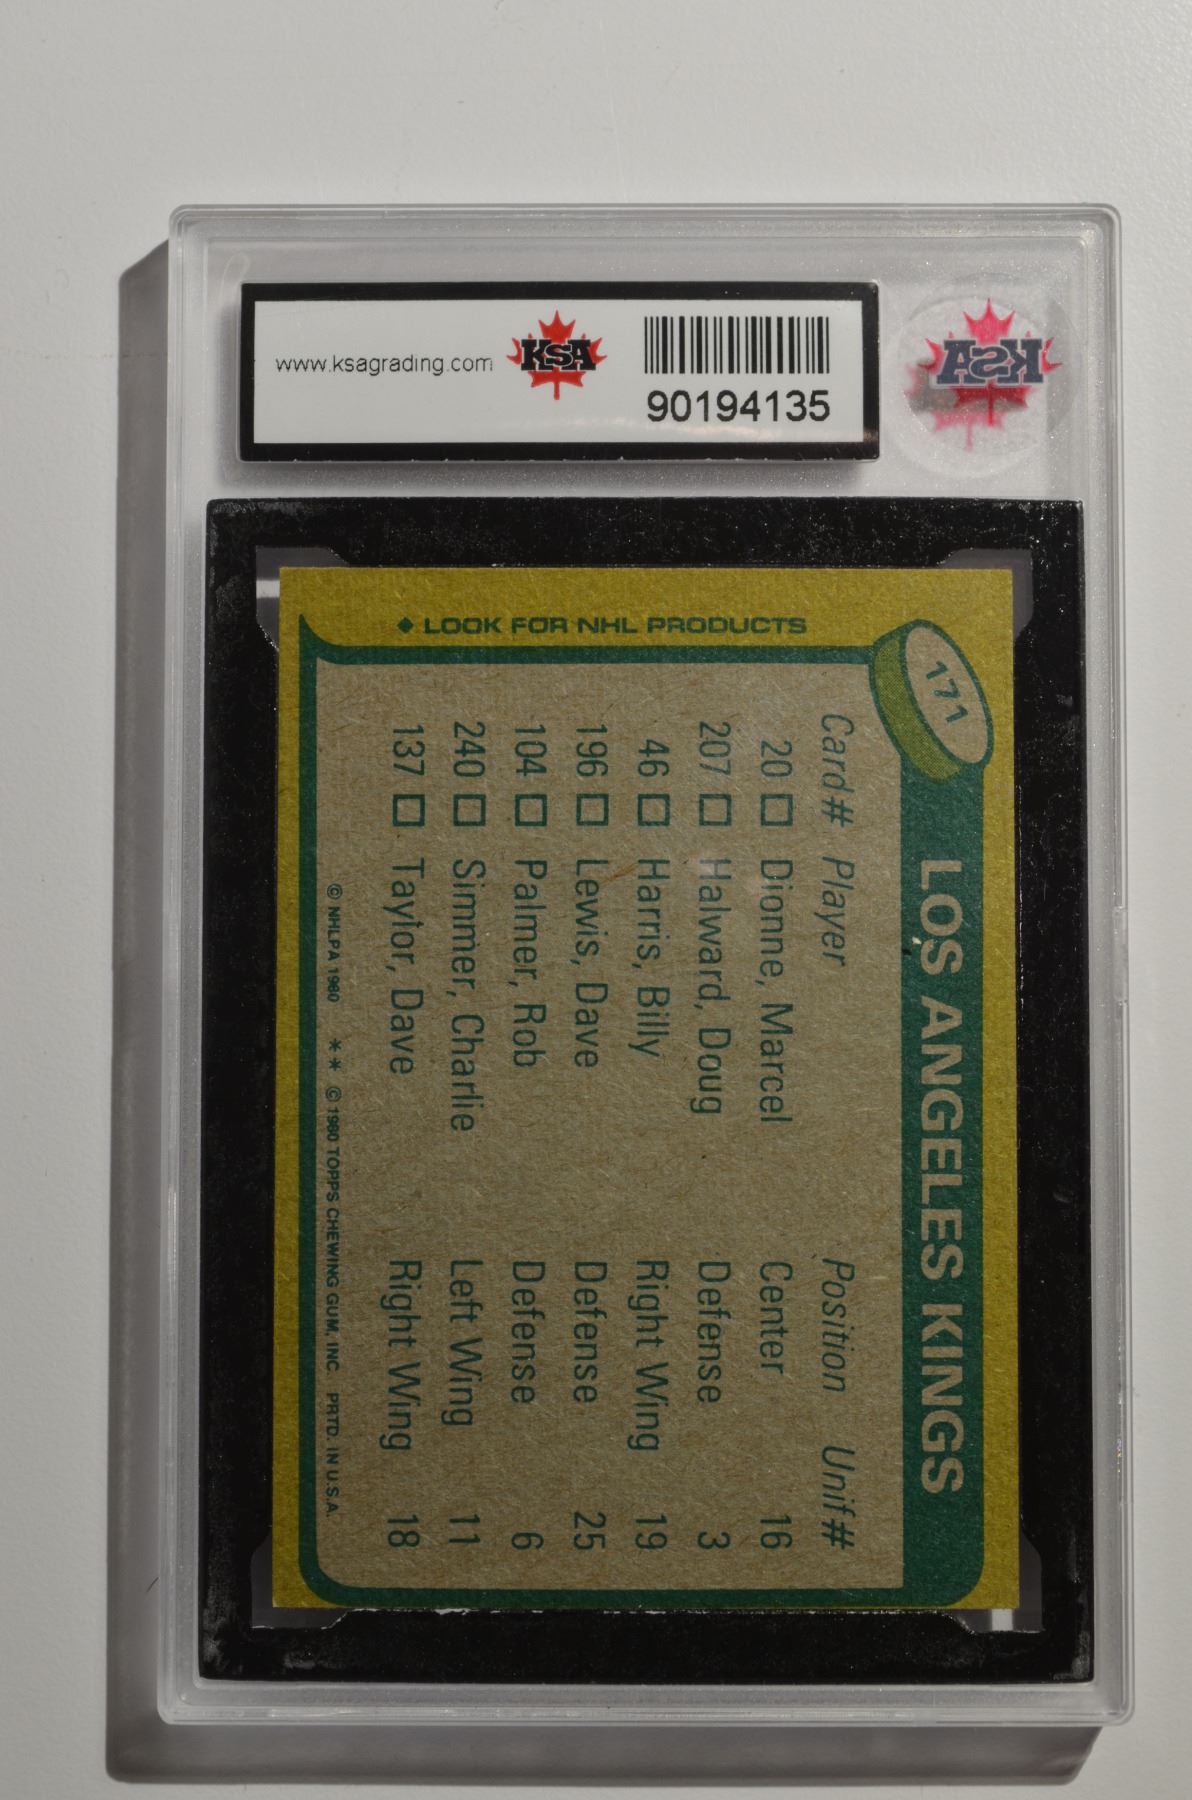 www.ksagrading.com
KSA
90194135
KSA
◆ LOOK FOR NHL PRODUCTS
171
LOS ANGELES KINGS
Card# Player Position Unif#
20 □ Dionne, Marcel Center 16
207 □ Halward, Doug Defense 3
46 □ Harris, Billy Right Wing 19
196 □ Lewis, Dave Defense 25
104 □ Palmer, Rob Defense 6
240 □ Simmer, Charlie Left Wing 11
137 □ Taylor, Dave Right Wing 18
© NHLPA 1980 ** © 1980 TOPPS CHEWING GUM, INC. PRTD. IN U.S.A.